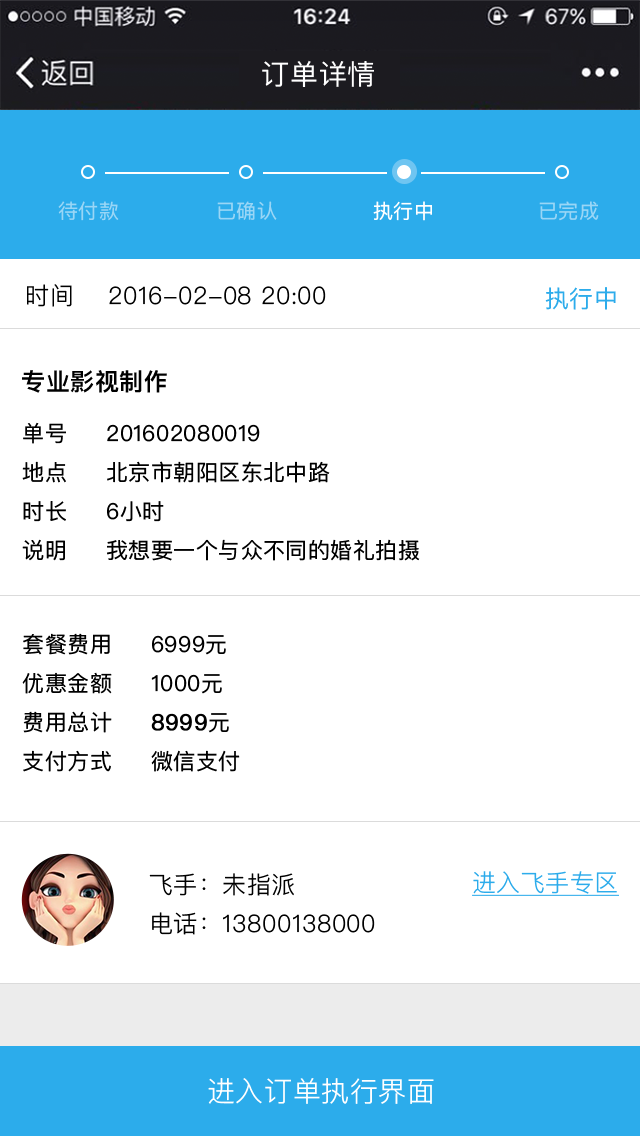 中国移动 16:24 67%
返回 订单详情
待付款 已确认 执行中 已完成
时间 2016-02-08 20:00 执行中
专业影视制作
单号 201602080019
地点 北京市朝阳区东北中路
时长 6小时
说明 我想要一个与众不同的婚礼拍摄
套餐费用 6999元
优惠金额 1000元
费用总计 8999元
支付方式 微信支付
飞手：未指派 进入飞手专区
电话：13800138000
进入订单执行界面